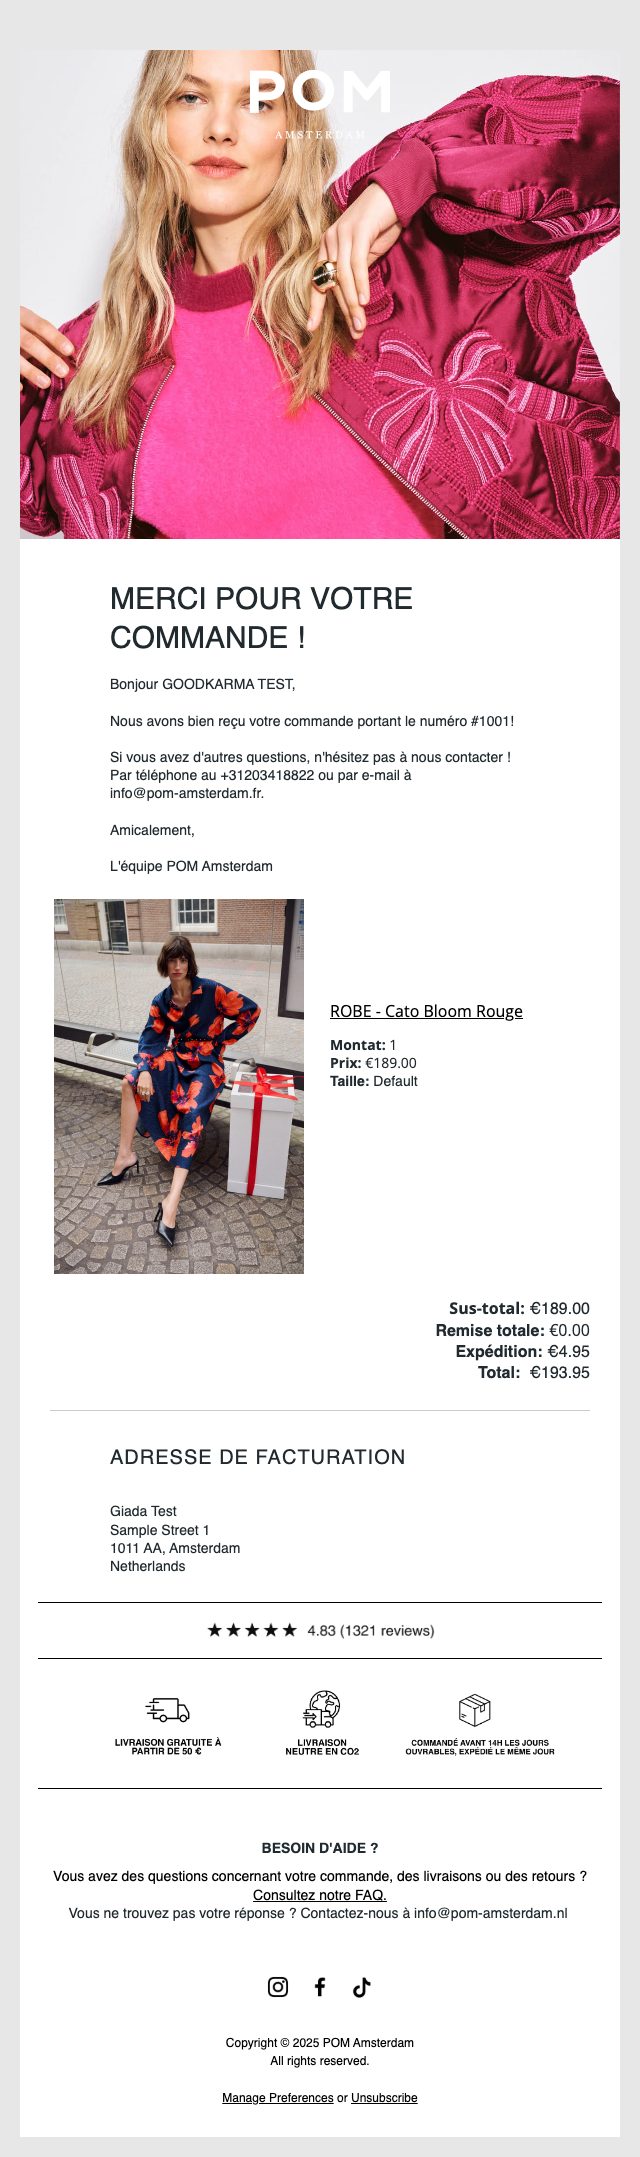 POM
AMSTERDAM
MERCI POUR VOTRE
COMMANDE !
Bonjour GOODKARMA TEST,
Nous avons bien reçu votre commande portant le numéro #1001!
Si vous avez d'autres questions, n'hésitez pas à nous contacter !
Par téléphone au +31203418822 ou par e-mail à
info@pom-amsterdam.fr.
Amicalement,
L'équipe POM Amsterdam
ROBE - Cato Bloom Rouge
Montat: 1
Prix: €189.00
Taille: Default
Sus-total: €189.00
Remise totale: €0.00
Expédition: €4.95
Total: €193.95
ADRESSE DE FACTURATION
Giada Test
Sample Street 1
1011 AA, Amsterdam
Netherlands
★★★★★ 4.83 (1321 reviews)
LIVRAISON GRATUITE À
PARTIR DE 50 €
LIVRAISON
NEUTRE EN CO2
COMMANDÉ AVANT 14H LES JOURS
OUVRABLES, EXPÉDIÉ LE MÊME JOUR
BESOIN D'AIDE ?
Vous avez des questions concernant votre commande, des livraisons ou des retours ?
Consultez notre FAQ.
Vous ne trouvez pas votre réponse ? Contactez-nous à info@pom-amsterdam.nl
Copyright © 2025 POM Amsterdam
All rights reserved.
Manage Preferences or Unsubscribe